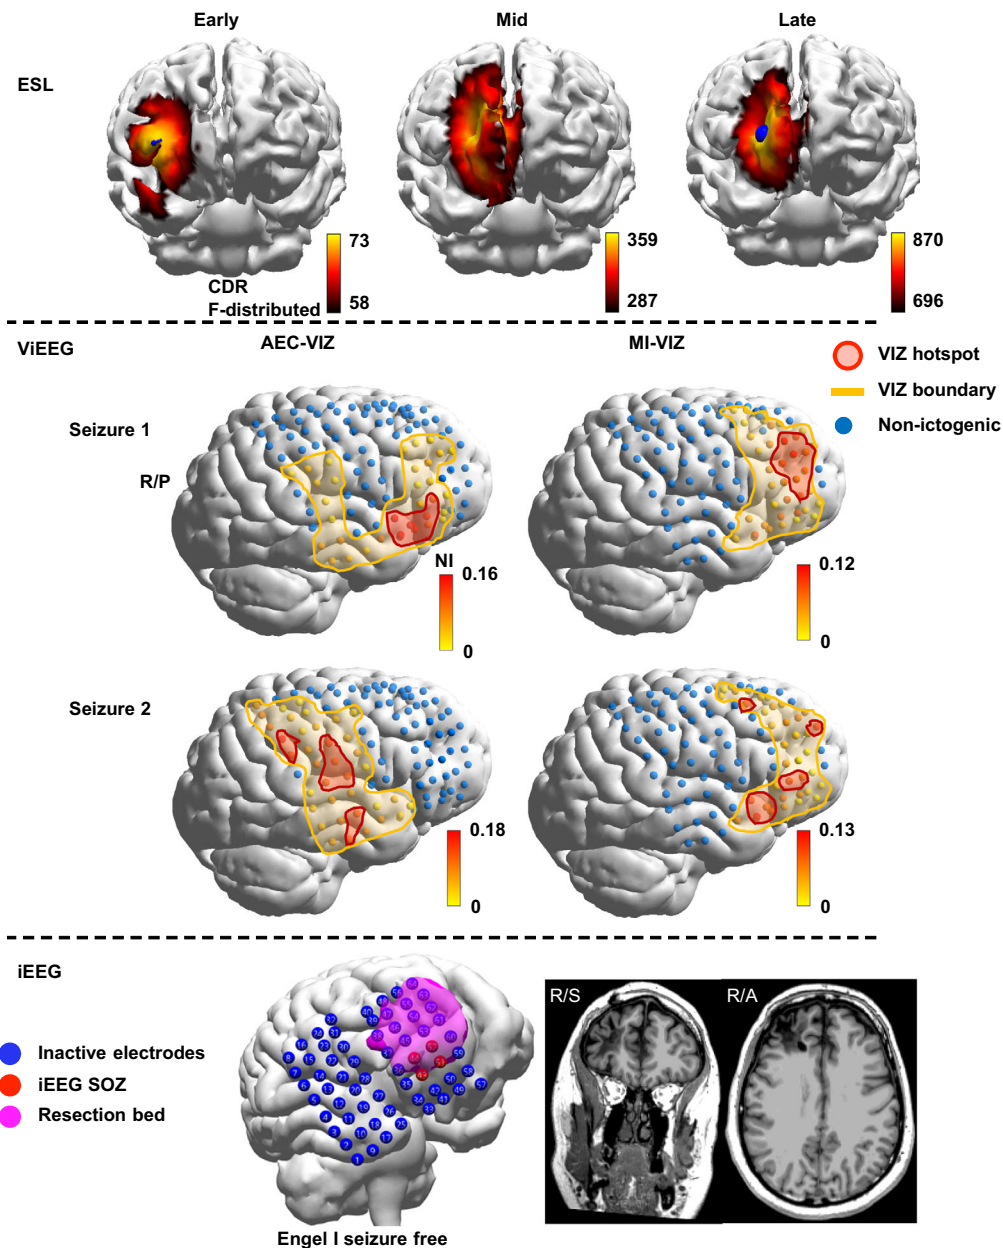 Early Mid Late
ESL
73 359 870
CDR
F-distributed 58 287 696
ViEEG AEC-VIZ MI-VIZ
VIZ hotspot
VIZ boundary
Non-ictogenic
Seizure 1
R/P
NI
0.16 0.12
0 0
Seizure 2
0.18 0.13
0 0
iEEG
R/S R/A
Inactive electrodes
iEEG SOZ
Resection bed
Engel I seizure free